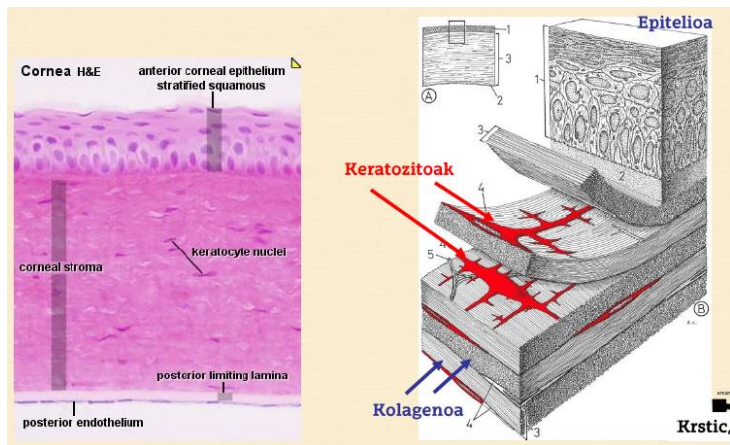 Cornea H&E
anterior corneal epithelium
stratified squamous
keratocyte nuclei
corneal stroma
posterior limiting lamina
posterior endothelium
Epitelioa
1
3
2
A
1
3
2
Keratozitoak
4
4
5
B
Kolagenoa
4
3
Krstic,